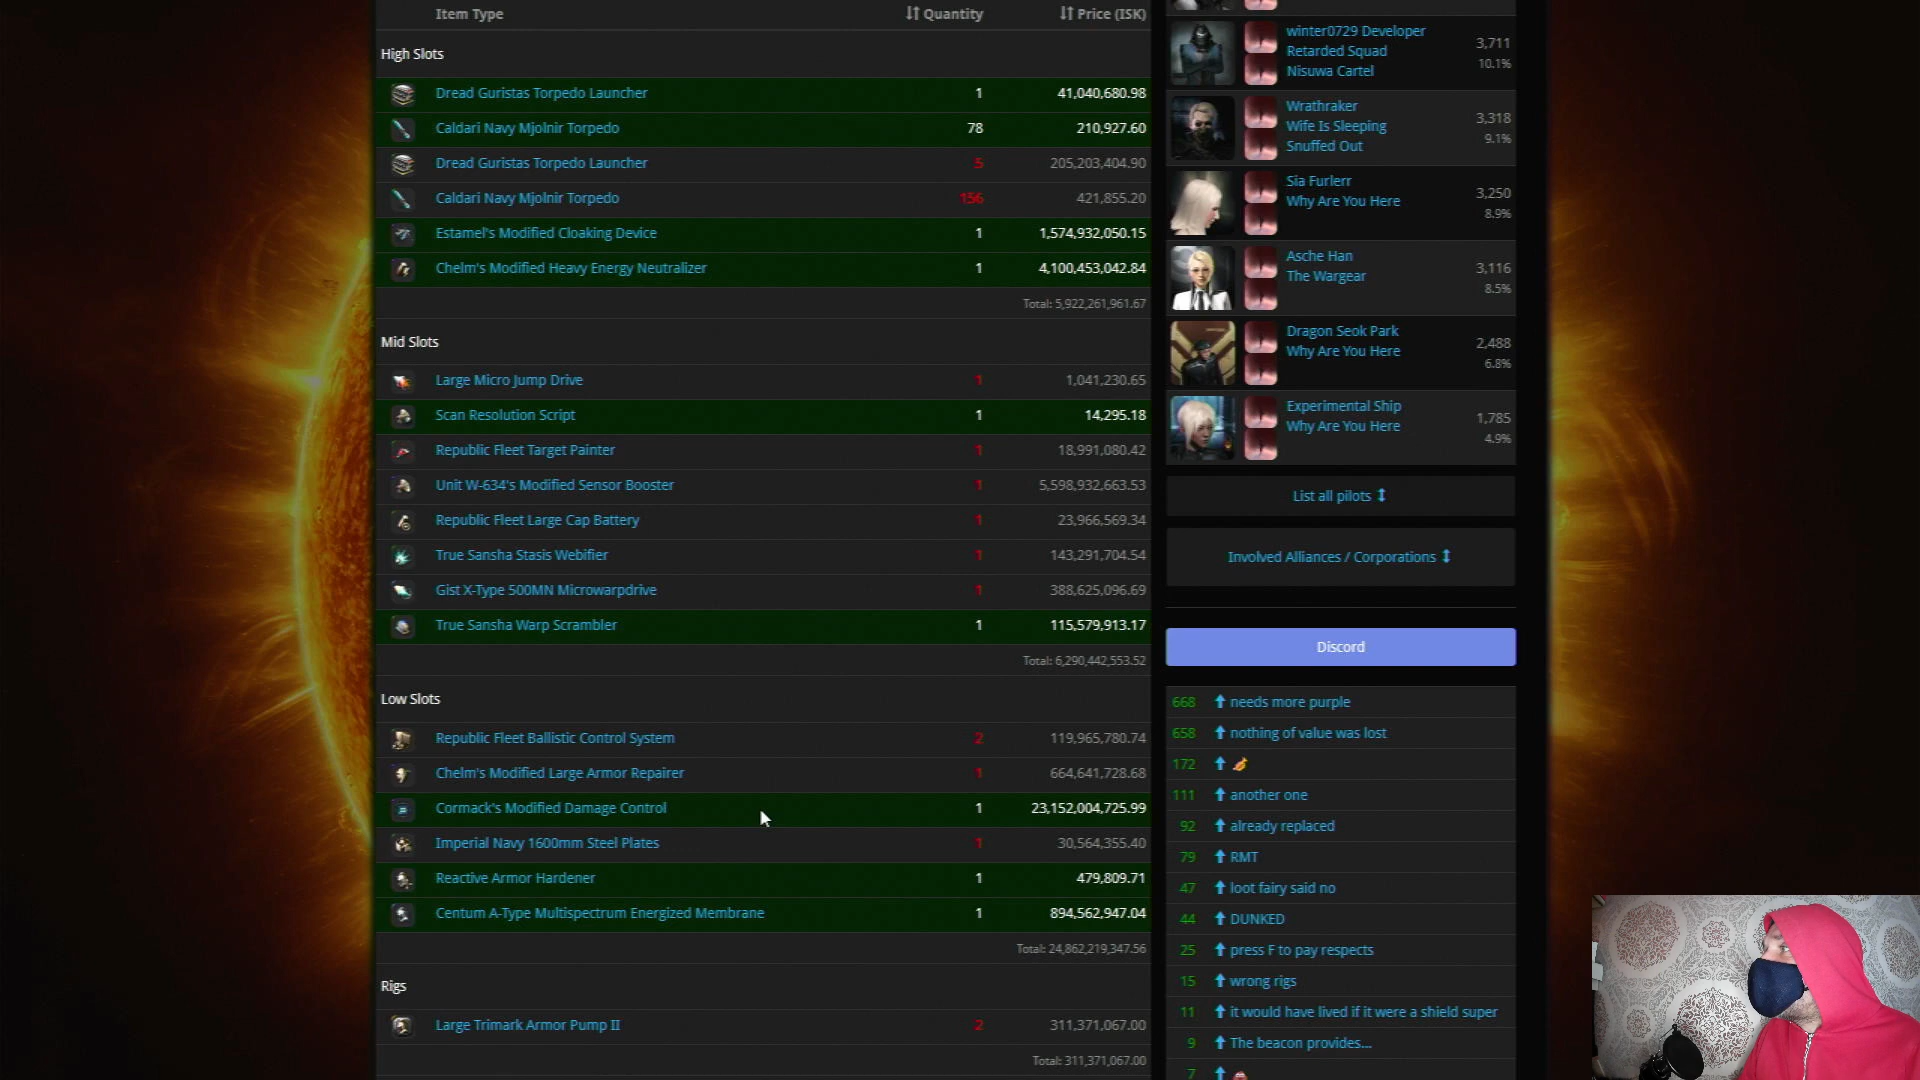 Item Type Quantity Price (ISK)
High Slots
Dread Guristas Torpedo Launcher 1 41,040,680.98
Caldari Navy Mjolnir Torpedo 78 210,927.60
Dread Guristas Torpedo Launcher 5 205,203,404.90
Caldari Navy Mjolnir Torpedo 156 421,855.20
Estamel's Modified Cloaking Device 1 1,574,932,050.15
Chelm's Modified Heavy Energy Neutralizer 1 4,100,453,042.84
Total: 5,922,261,961.67
Mid Slots
Large Micro Jump Drive 1 1,041,230.65
Scan Resolution Script 1 14,295.18
Republic Fleet Target Painter 1 18,991,080.42
Unit W-634's Modified Sensor Booster 1 5,598,932,663.53
Republic Fleet Large Cap Battery 1 23,966,569.34
True Sansha Stasis Webifier 1 143,291,704.54
Gist X-Type 500MN Microwarpdrive 1 388,625,096.69
True Sansha Warp Scrambler 1 115,579,913.17
Total: 6,290,442,553.52
Low Slots
Republic Fleet Ballistic Control System 2 119,965,780.74
Chelm's Modified Large Armor Repairer 1 664,641,728.68
Cormack's Modified Damage Control 1 23,152,004,725.99
Imperial Navy 1600mm Steel Plates 1 30,564,355.40
Reactive Armor Hardener 1 479,809.71
Centum A-Type Multispectrum Energized Membrane 1 894,562,947.04
Total: 24,862,219,347.56
Rigs
Large Trimark Armor Pump II 2 311,371,067.00
Total: 311,371,067.00
winter0729 Developer
Retarded Squad
Nisuwa Cartel
3,711
10.1%
Wrathraker
Wife Is Sleeping
Snuffed Out
3,318
9.1%
Sia Furlerr
Why Are You Here
3,250
8.9%
Asche Han
The Wargear
3,116
8.5%
Dragon Seok Park
Why Are You Here
2,488
6.8%
Experimental Ship
Why Are You Here
1,785
4.9%
List all pilots
Involved Alliances / Corporations
Discord
668 needs more purple
658 nothing of value was lost
172
111 another one
92 already replaced
79 RMT
47 loot fairy said no
44 DUNKED
25 press F to pay respects
15 wrong rigs
11 it would have lived if it were a shield super
9 The beacon provides...
7